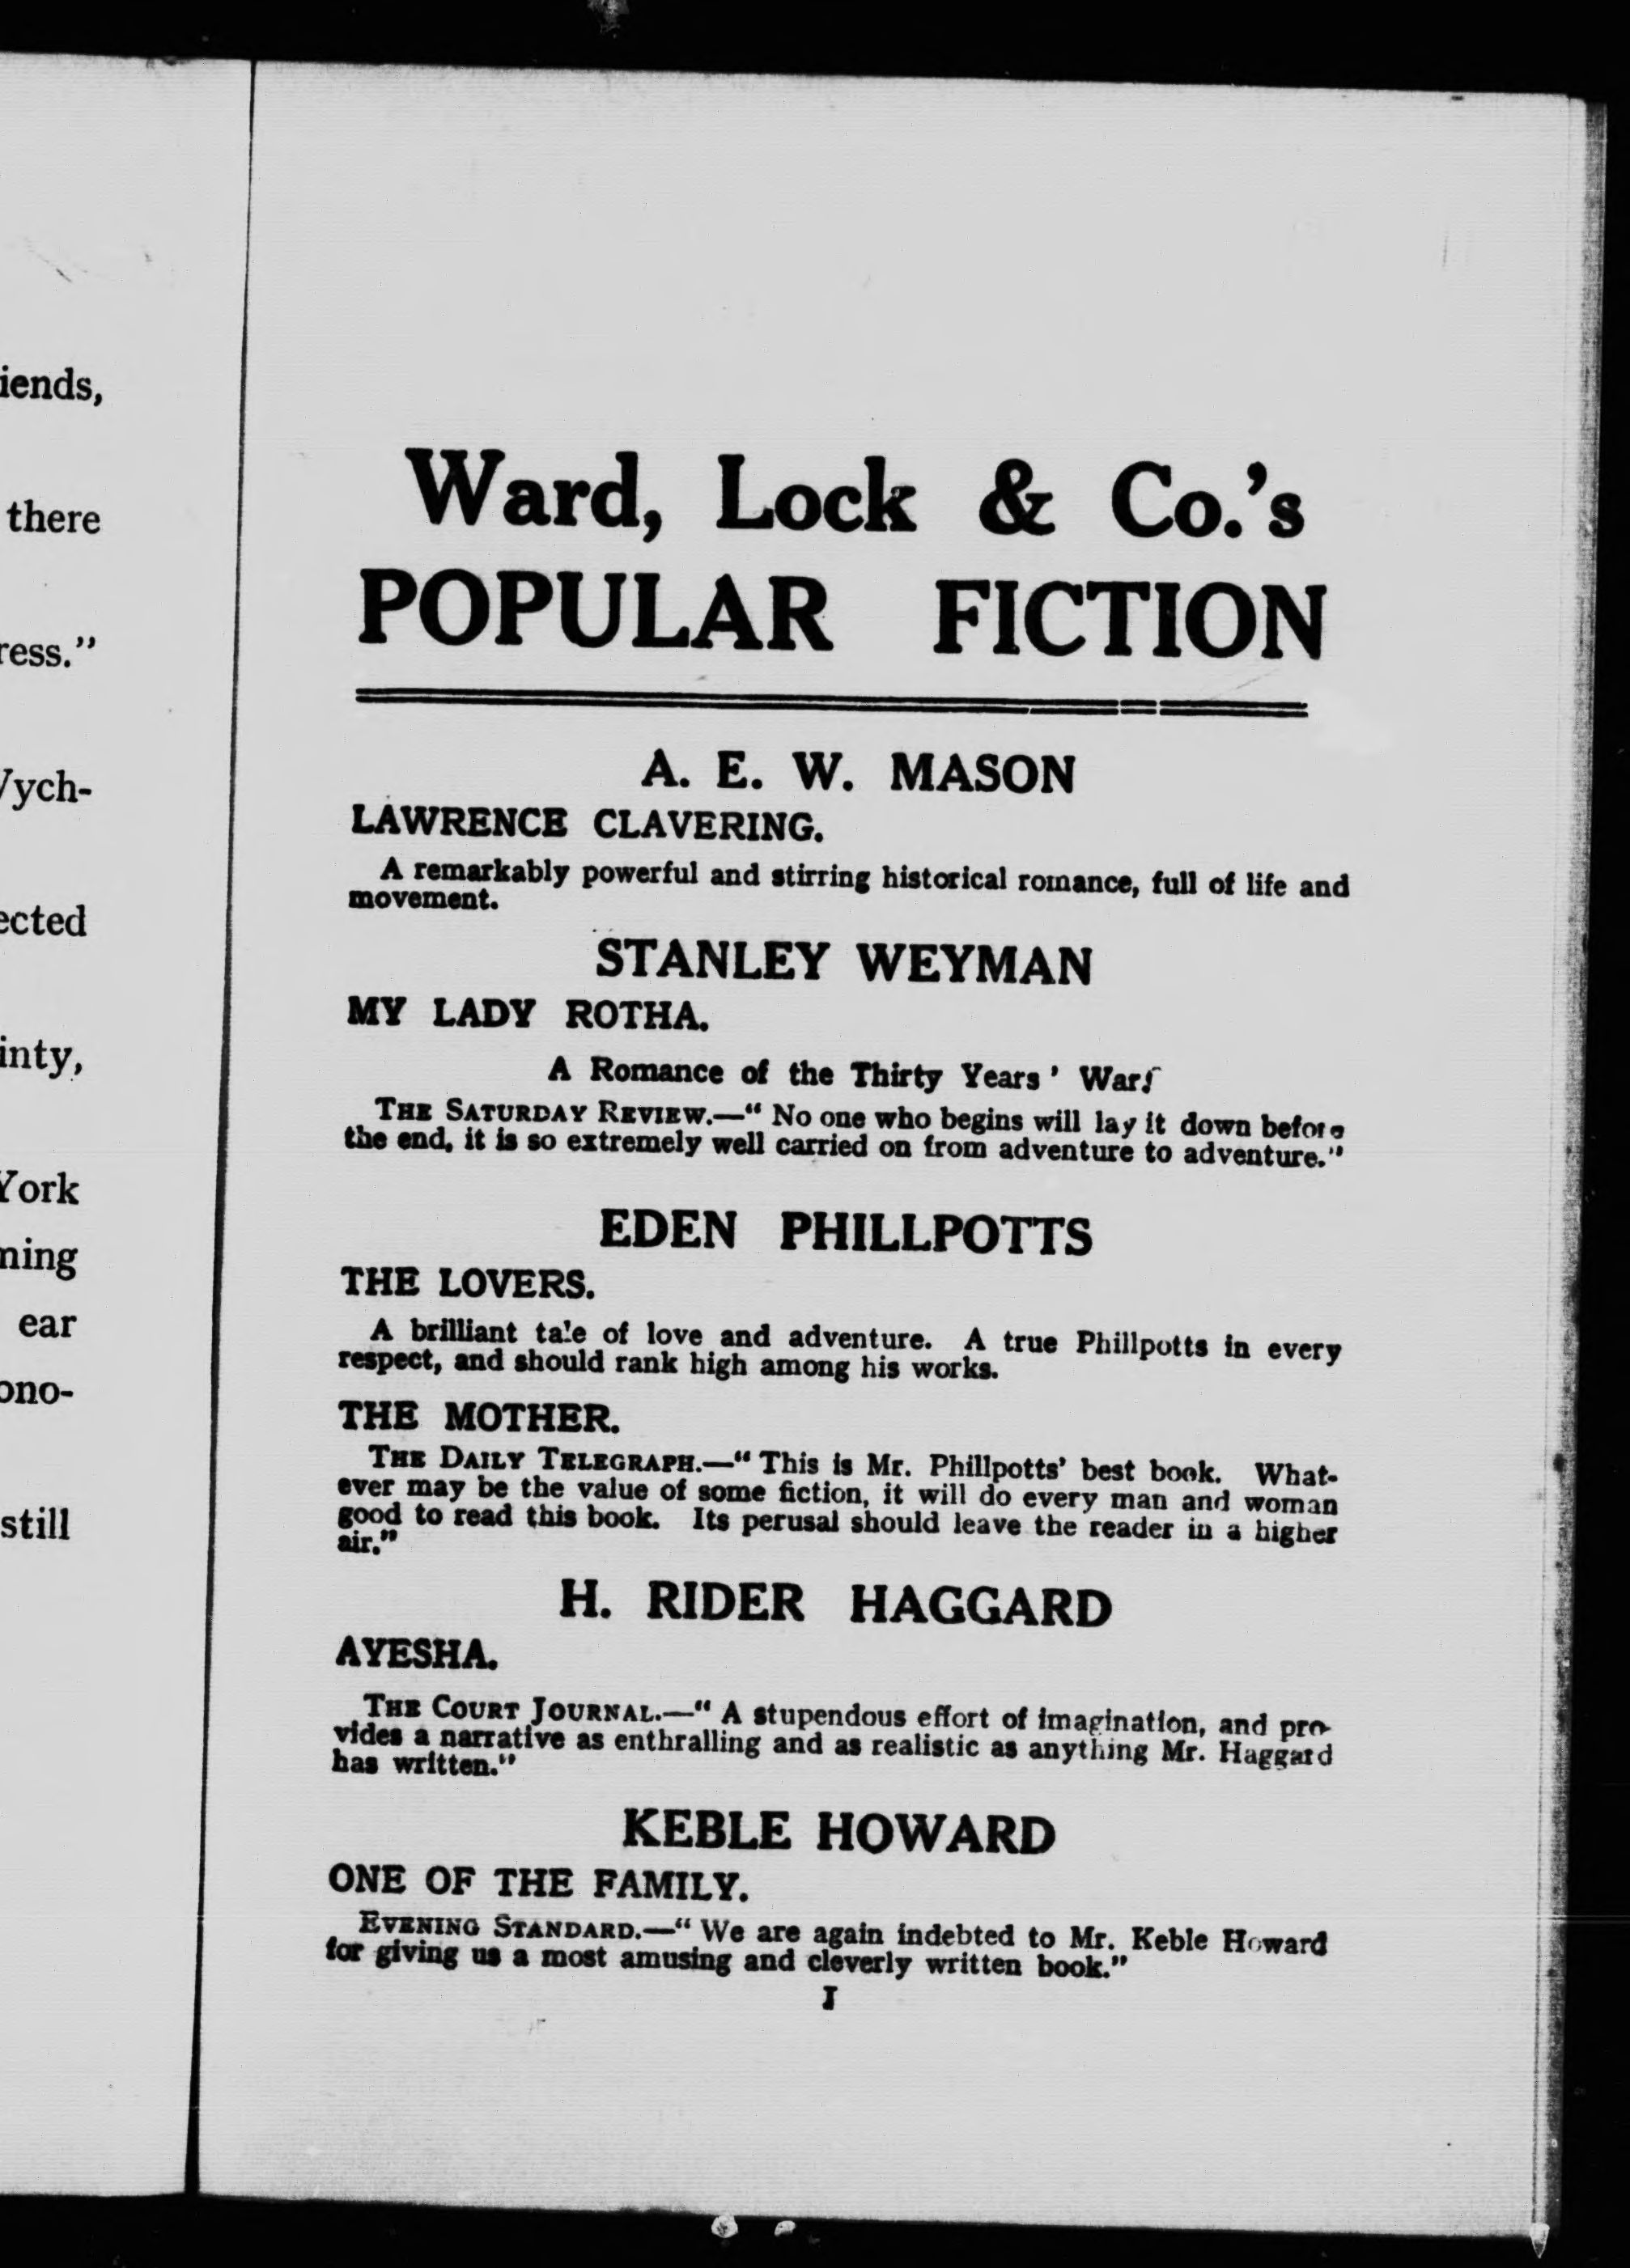 iends,
there
ress."
ych-
ected
inty,
York
ning
ear
ono-
still
Ward, Lock & Co.'s
POPULAR FICTION
A. E. W. MASON
LAWRENCE CLAVERING.
A remarkably powerful and stirring historical romance, full of life and
movement.
STANLEY WEYMAN
MY LADY ROTHA.
A Romance of the Thirty Years' War.
THE SATURDAY REVIEW.—"No one who begins will lay it down before
the end, it is so extremely well carried on from adventure to adventure."
EDEN PHILLPOTTS
THE LOVERS.
A brilliant tale of love and adventure. A true Phillpotts in every
respect, and should rank high among his works.
THE MOTHER.
THE DAILY TELEGRAPH.—"This is Mr. Phillpotts' best book. What-
ever may be the value of some fiction, it will do every man and woman
good to read this book. Its perusal should leave the reader in a higher
air."
H. RIDER HAGGARD
AYESHA.
THE COURT JOURNAL.—"A stupendous effort of imagination, and pro-
vides a narrative as enthralling and as realistic as anything Mr. Haggard
has written."
KEBLE HOWARD
ONE OF THE FAMILY.
EVENING STANDARD.—"We are again indebted to Mr. Keble Howard
for giving us a most amusing and cleverly written book."
I